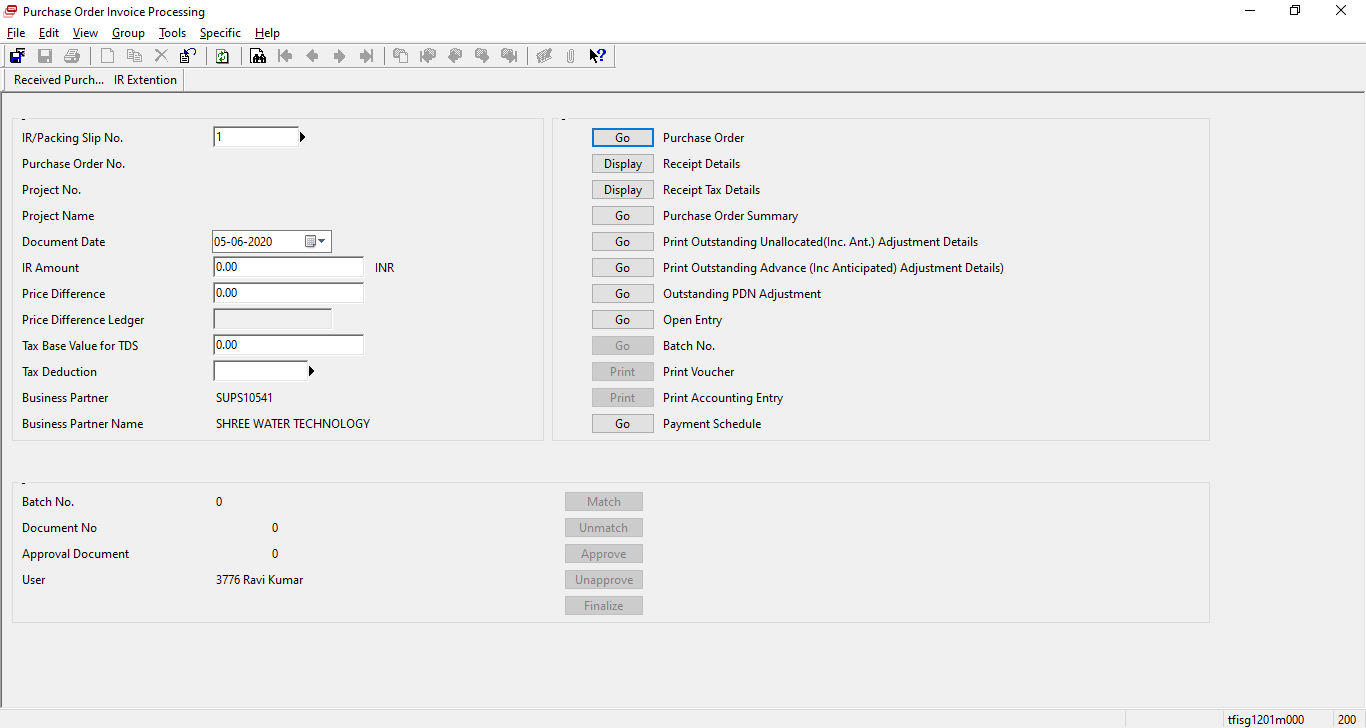 Purchase Order Invoice Processing
File Edit View Group Tools Specific Help
Received Purch... IR Extention
IR/Packing Slip No. 1
Purchase Order No.
Project No.
Project Name
Document Date 05-06-2020
IR Amount 0.00 INR
Price Difference 0.00
Price Difference Ledger
Tax Base Value for TDS 0.00
Tax Deduction
Business Partner SUPS10541
Business Partner Name SHREE WATER TECHNOLOGY
Go Purchase Order
Display Receipt Details
Display Receipt Tax Details
Go Purchase Order Summary
Go Print Outstanding Unallocated(Inc. Ant.) Adjustment Details
Go Print Outstanding Advance (Inc Anticipated) Adjustment Details)
Go Outstanding PDN Adjustment
Go Open Entry
Go Batch No.
Print Print Voucher
Print Print Accounting Entry
Go Payment Schedule
Batch No. 0
Document No 0
Approval Document 0
User 3776 Ravi Kumar
Match
Unmatch
Approve
Unapprove
Finalize
tfisg1201m000 200